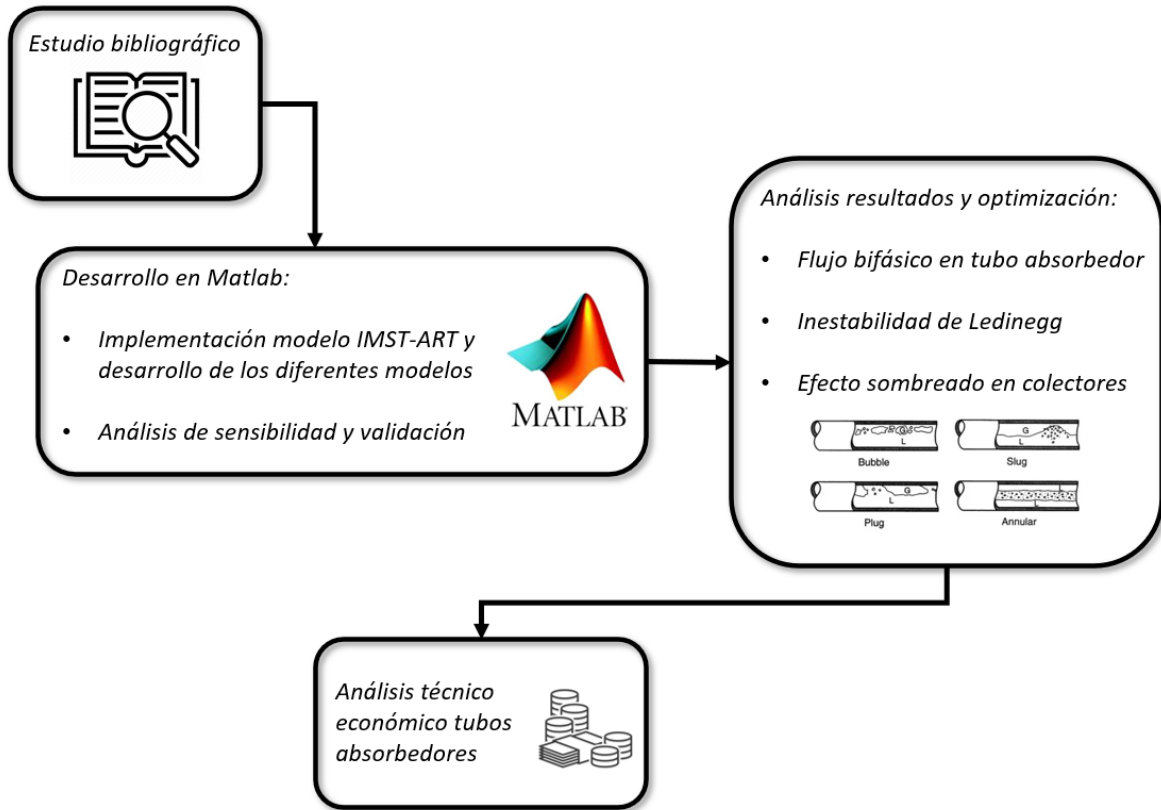 Estudio bibliográfico
Desarrollo en Matlab:
• Implementación modelo IMST-ART y
desarrollo de los diferentes modelos
• Análisis de sensibilidad y validación
MATLAB®
Análisis resultados y optimización:
• Flujo bifásico en tubo absorbedor
• Inestabilidad de Ledinegg
• Efecto sombreado en colectores
G
L
Bubble
G
L
Slug
G
L
Plug
L
Annular
Análisis técnico
económico tubos
absorbedores